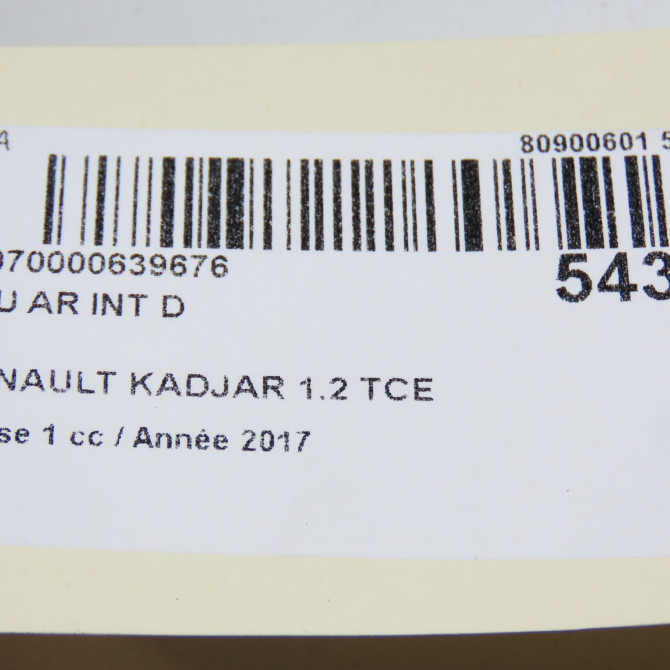 A 80900601 5
970000639676
543
U AR INT D
NAULT KADJAR 1.2 TCE
se 1 cc / Année 2017